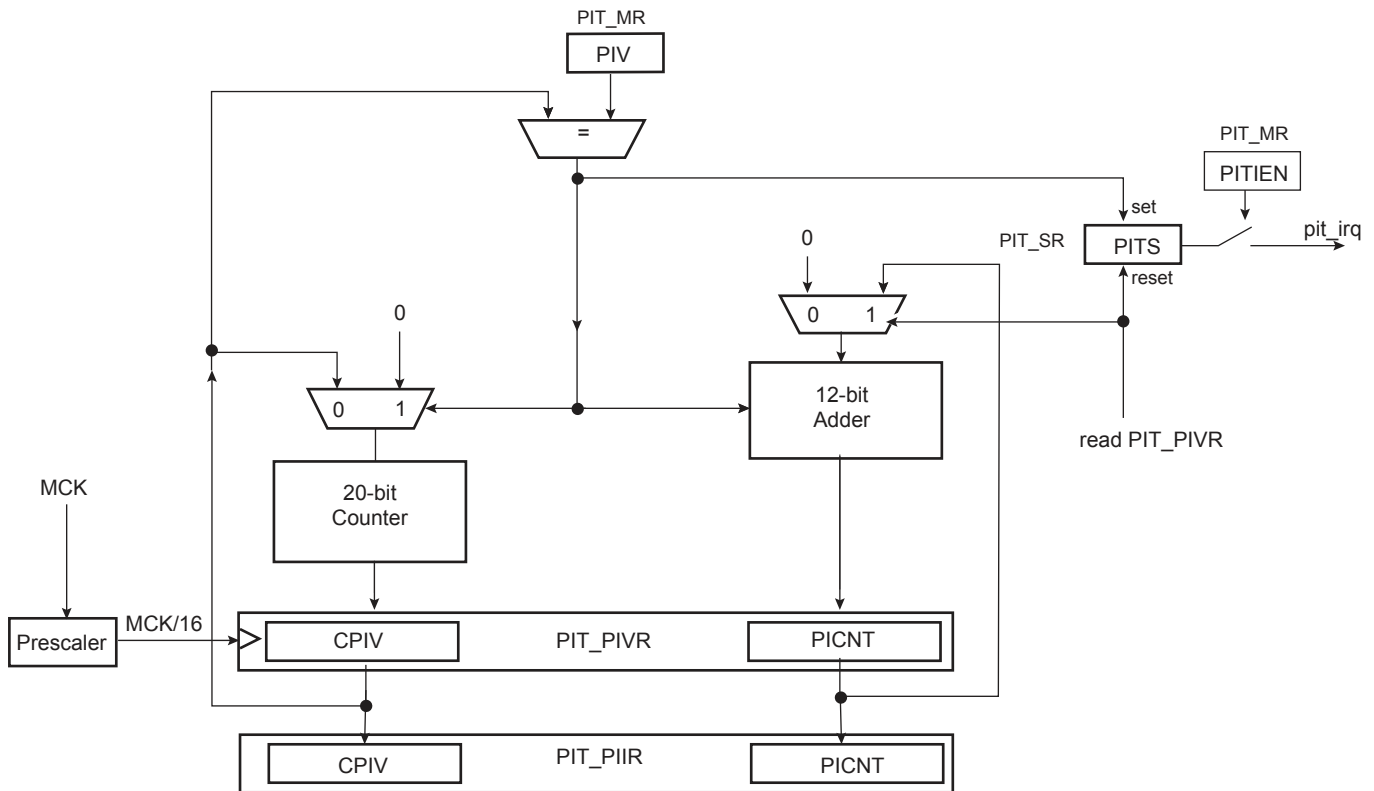 PIT_MR
PIV
=
PIT_MR
PITIEN
set
PIT_SR
PITS
pit_irq
reset
0
0 1
0
0 1
12-bit
Adder
read PIT_PIVR
20-bit
Counter
MCK
Prescaler
MCK/16
CPIV
PIT_PIVR
PICNT
CPIV
PIT_PIIR
PICNT